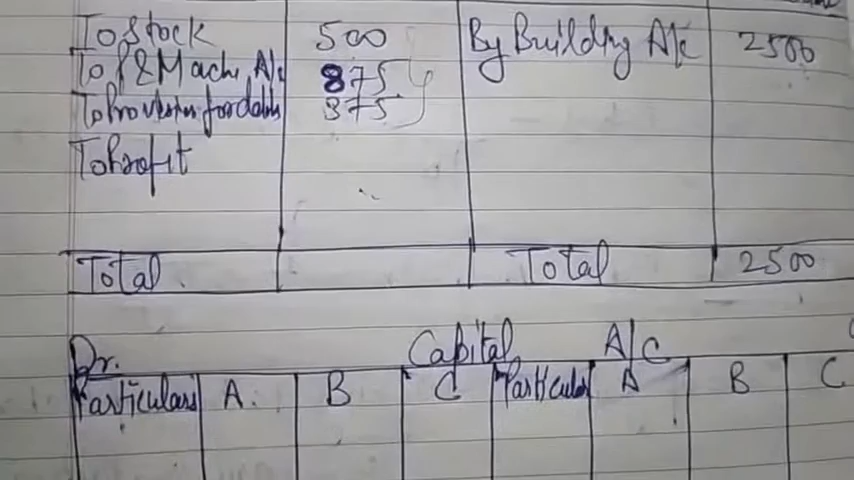 To Stock 500 By Building A/c 2500
To P & Mach. A/c 875
To Provision for debts 375
To Profit
Total Total 2500
Dr. Capital A/C
Particulars A. B C Particulars A B C